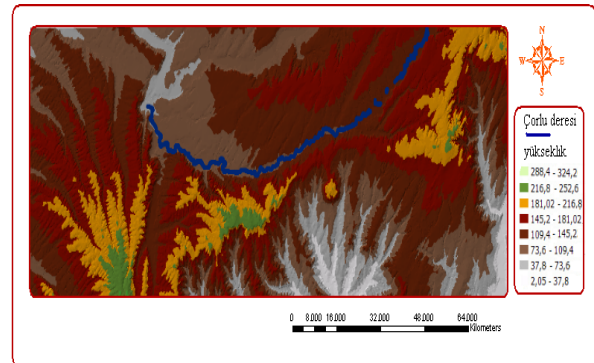 N
W E
S
Çorlu deresi
yükseklik
288,4 - 324,2
216,8 - 252,6
181,02 - 216,8
145,2 - 181,02
109,4 - 145,2
73,6 - 109,4
37,8 - 73,6
2,05 - 37,8
0 8.000 16.000 32.000 48.000 64.000
Kilometers